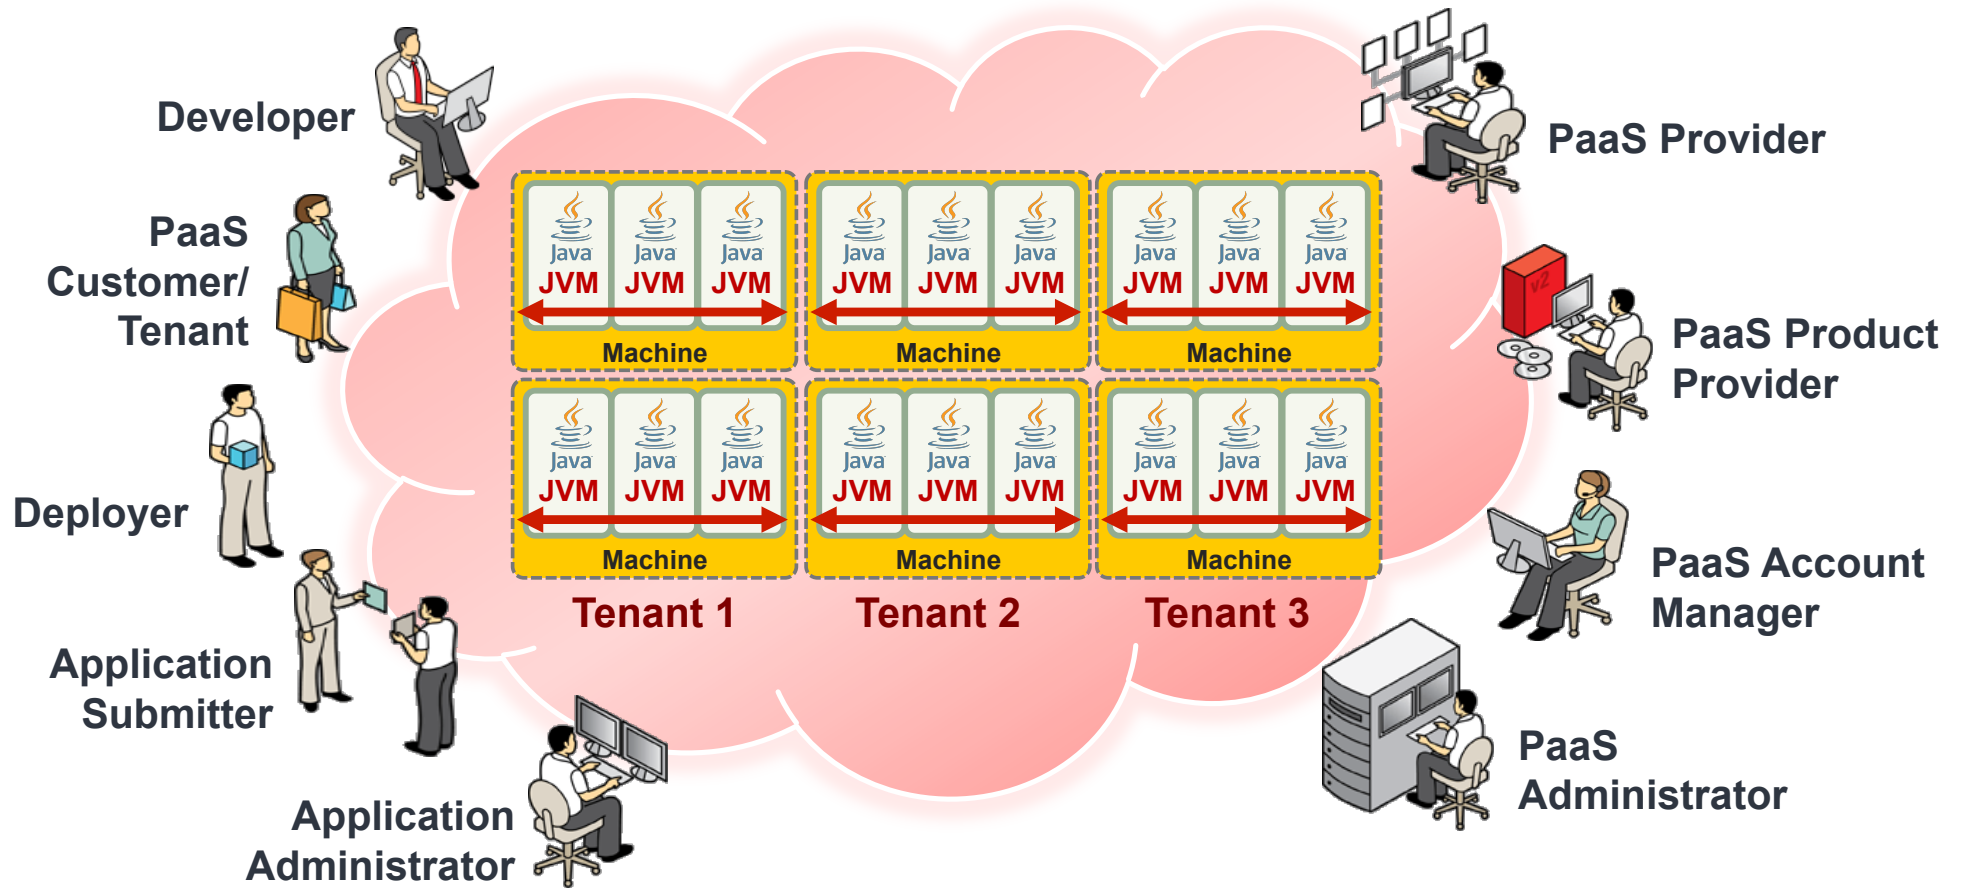 Developer
PaaS
Customer/
Tenant
Deployer
Application
Submitter
Application
Administrator
Java Java Java
JVM JVM JVM
Machine
Java Java Java
JVM JVM JVM
Machine
Java Java Java
JVM JVM JVM
Machine
Java Java Java
JVM JVM JVM
Machine
Java Java Java
JVM JVM JVM
Machine
Java Java Java
JVM JVM JVM
Machine
Tenant 1
Tenant 2
Tenant 3
PaaS Provider
v2
PaaS Product
Provider
PaaS Account
Manager
PaaS
Administrator